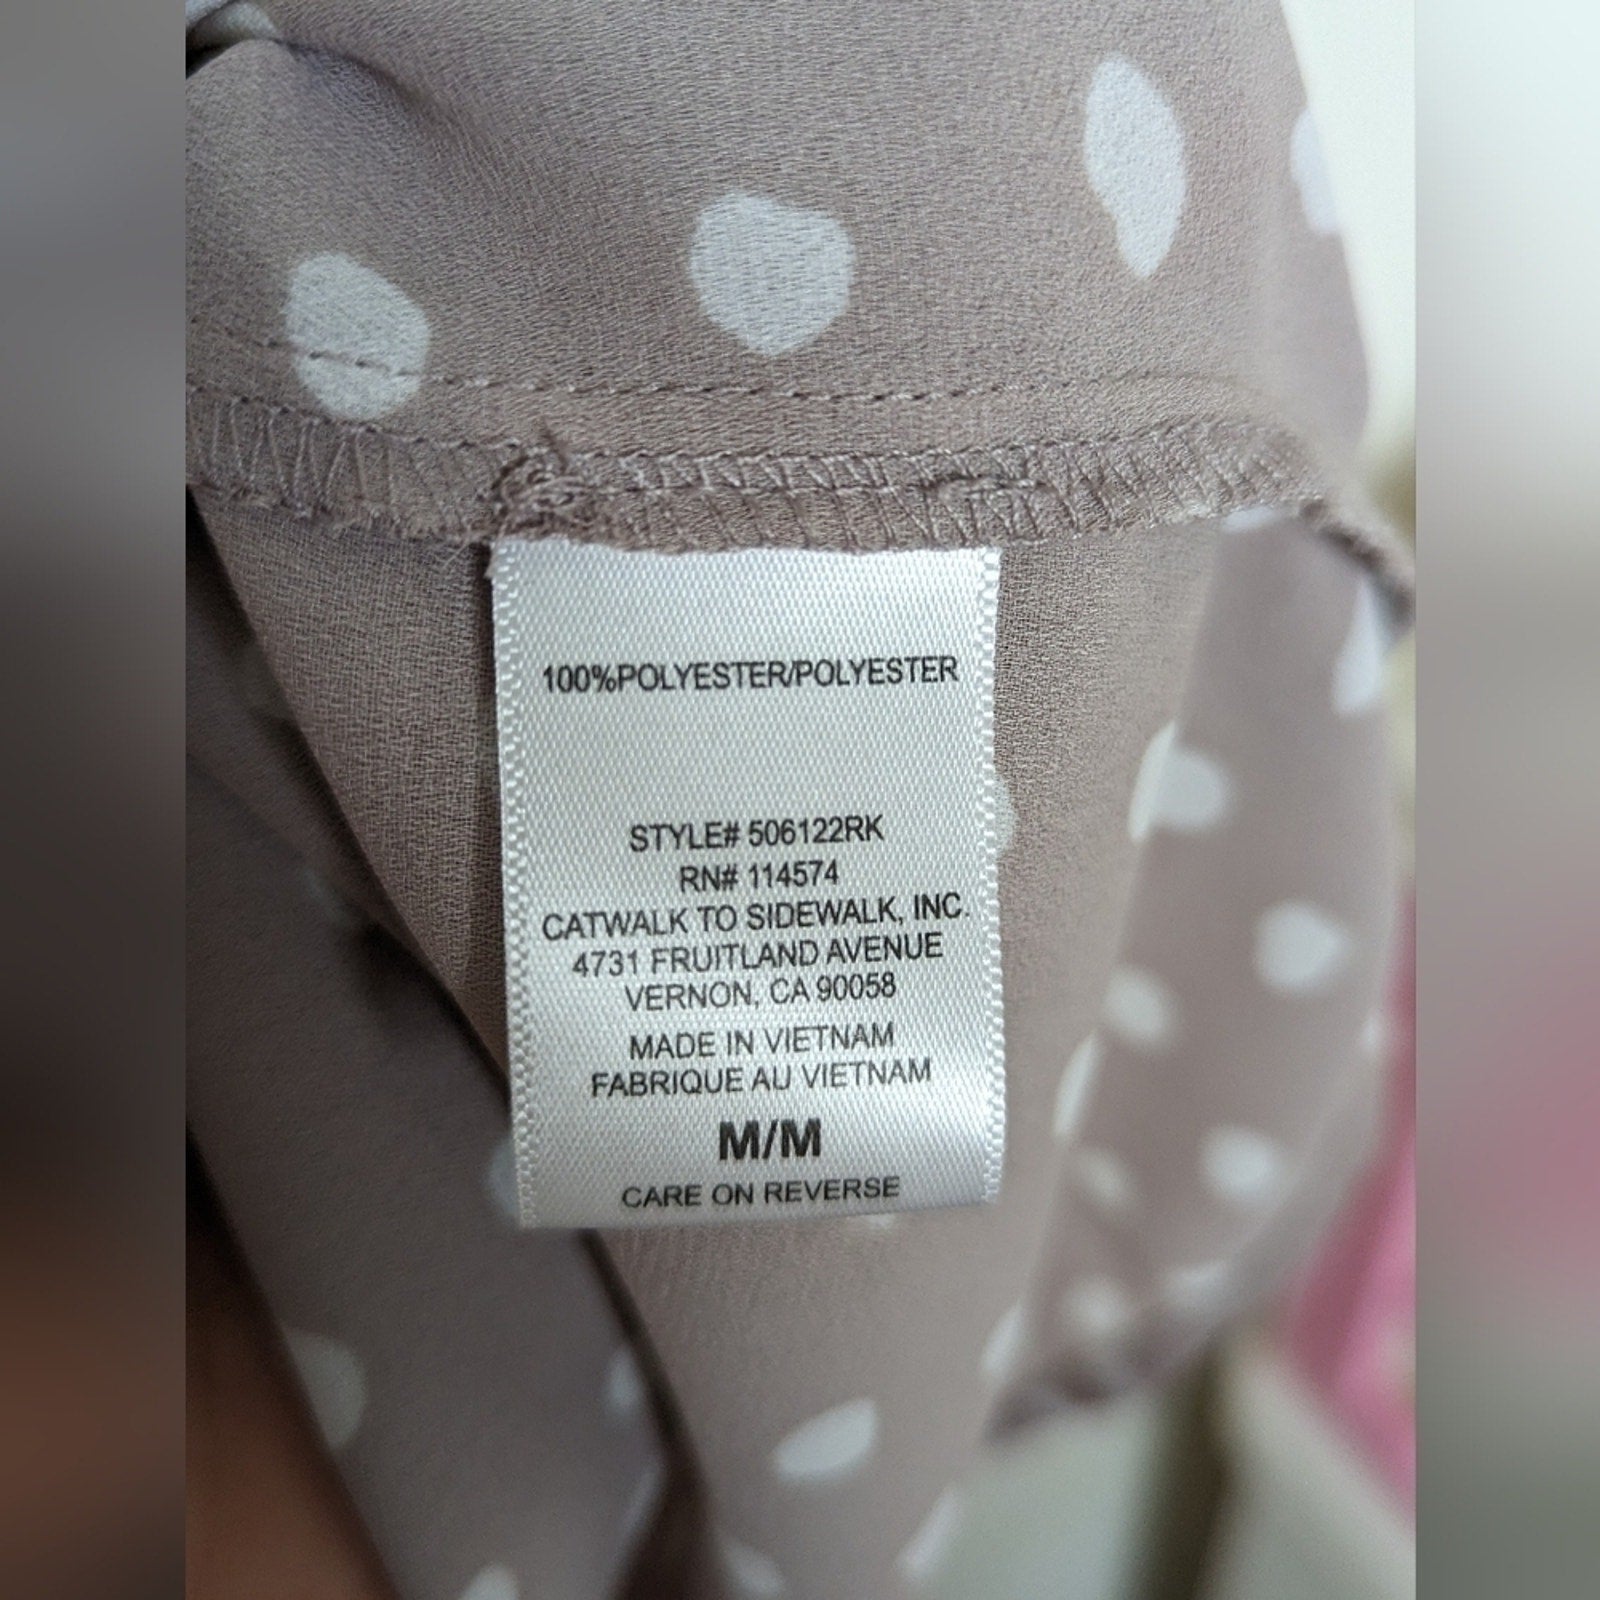 100%POLYESTER/POLYESTER
STYLE# 506122RK
RN# 114574
CATWALK TO SIDEWALK, INC.
4731 FRUITLAND AVENUE
VERNON, CA 90058
MADE IN VIETNAM
FABRIQUE AU VIETNAM
M/M
CARE ON REVERSE